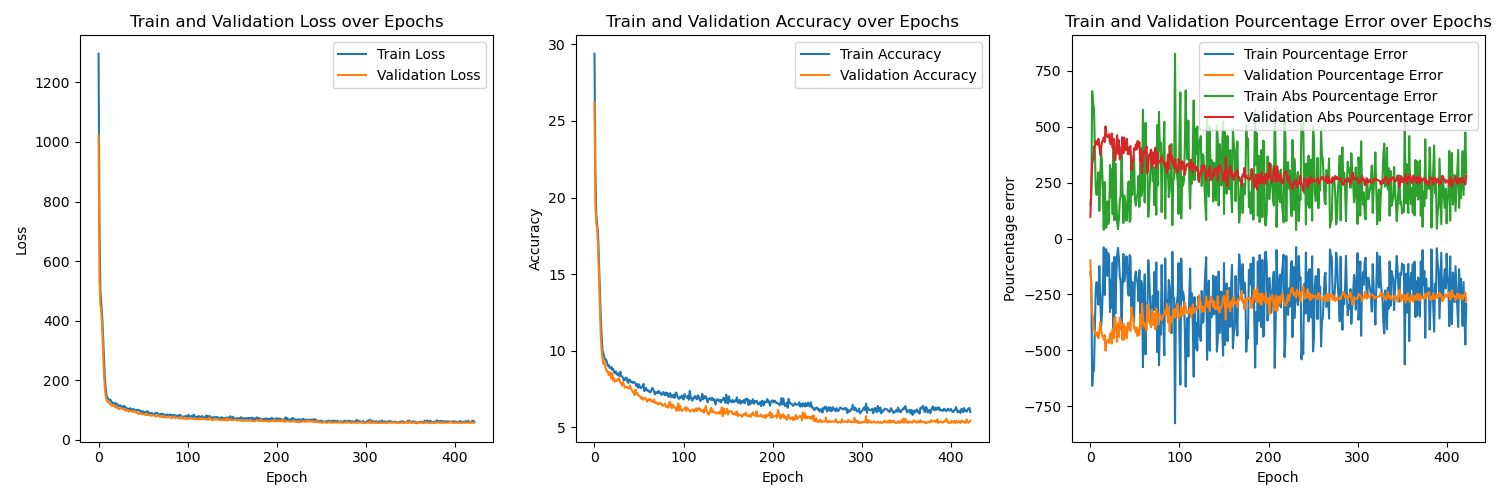 Train and Validation Loss over Epochs
Train Loss
Validation Loss
1200
1000
800
600
400
200
0
Loss
0 100 200 300 400
Epoch
Train and Validation Accuracy over Epochs
Train Accuracy
Validation Accuracy
30
25
20
15
10
5
Accuracy
0 100 200 300 400
Epoch
Train and Validation Pourcentage Error over Epochs
Train Pourcentage Error
Validation Pourcentage Error
Train Abs Pourcentage Error
Validation Abs Pourcentage Error
750
500
250
0
−250
−500
−750
Pourcentage error
0 100 200 300 400
Epoch